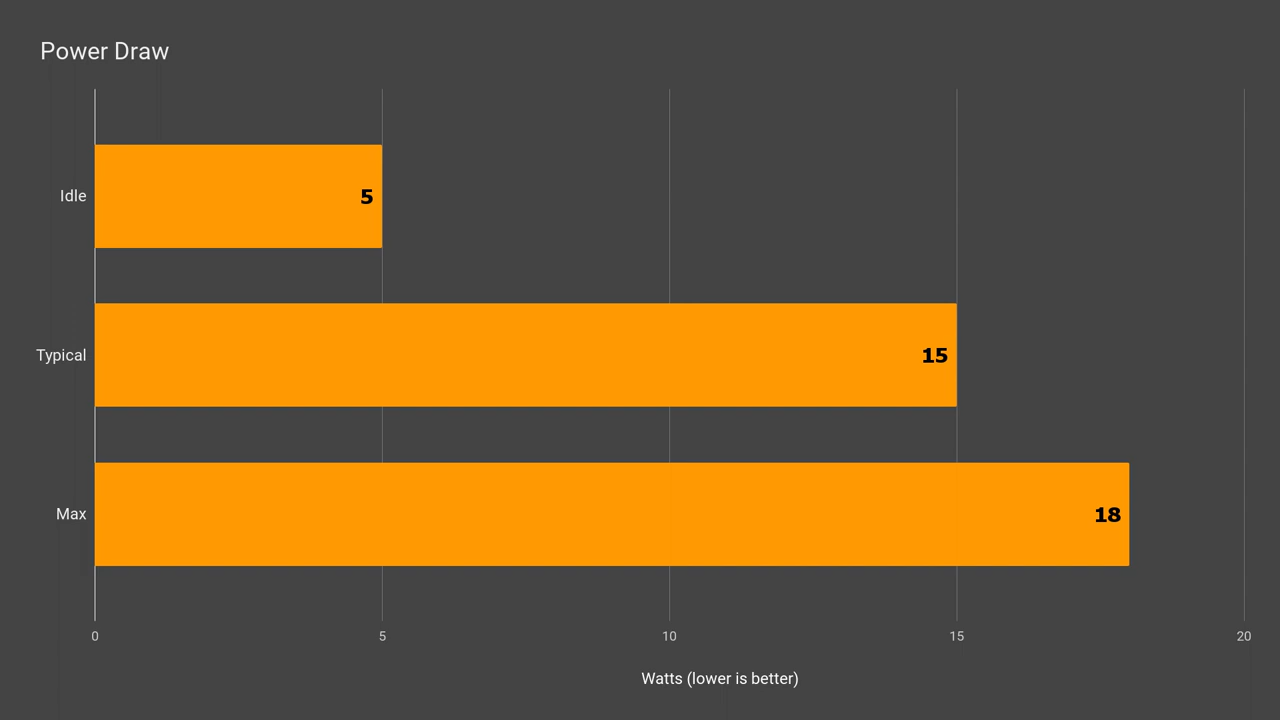 Power Draw
Idle
5
Typical
15
Max
18
0 5 10 15 20
Watts (lower is better)